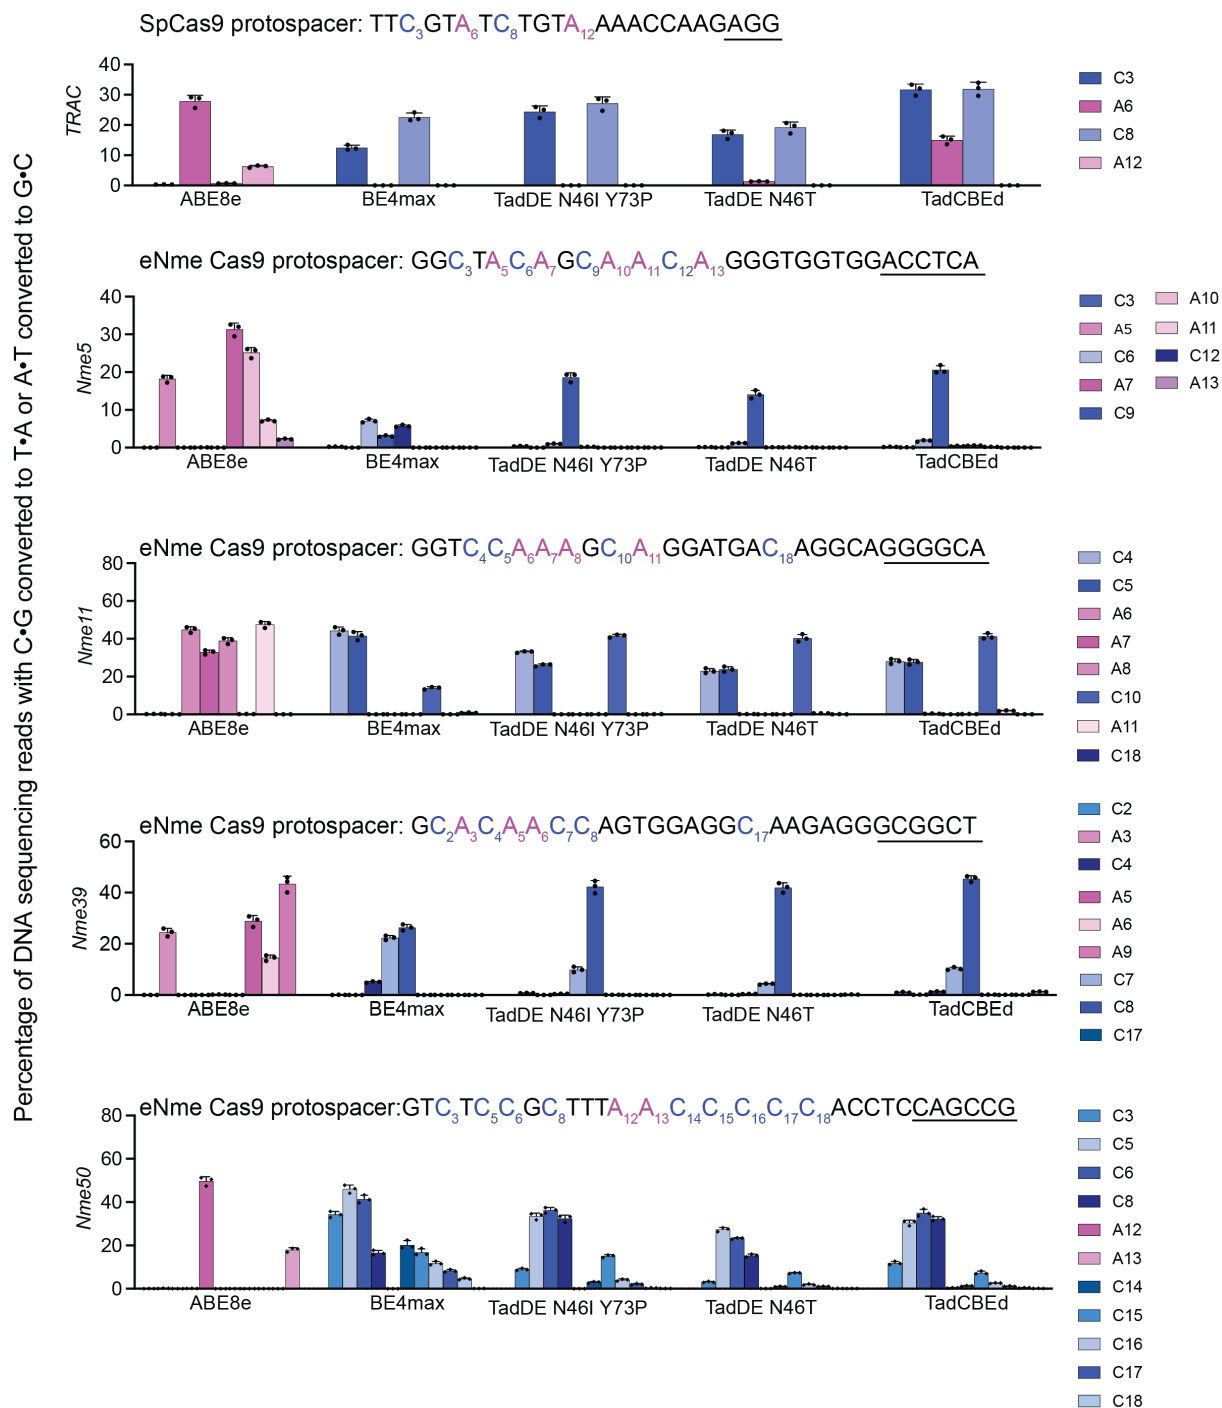 Percentage of DNA sequencing reads with C•G converted to T•A or A•T converted to G•C
SpCas9 protospacer: TTC3GTA6TC8TGTA12AAACCAAGAGG
TRAC
40
30
20
10
0
ABE8e
BE4max
TadDE N46I Y73P
TadDE N46T
TadCBEd
C3
A6
C8
A12
eNme Cas9 protospacer: GGC3TA5C6A7GC9A10A11C12A13GGGTGGTGGACCTCA
Nme5
40
30
20
10
0
ABE8e
BE4max
TadDE N46I Y73P
TadDE N46T
TadCBEd
C3
A5
C6
A7
C9
A10
A11
C12
A13
eNme Cas9 protospacer: GGTC4C5A6A7A8GC10A11GGATGAC18AGGCAGGGGCA
Nme11
80
60
40
20
0
ABE8e
BE4max
TadDE N46I Y73P
TadDE N46T
TadCBEd
C4
C5
A6
A7
A8
C10
A11
C18
eNme Cas9 protospacer: GC2A3C4A5A6C7C8AGTGGAGGC17AAGAGGGCGGCT
Nme39
60
40
20
0
ABE8e
BE4max
TadDE N46I Y73P
TadDE N46T
TadCBEd
C2
A3
C4
A5
A6
A9
C7
C8
C17
eNme Cas9 protospacer:GTC3TC5C6GC8TTTA12A13C14C15C16C17C18ACCTCCAGCCG
Nme50
80
60
40
20
0
ABE8e
BE4max
TadDE N46I Y73P
TadDE N46T
TadCBEd
C3
C5
C6
C8
A12
A13
C14
C15
C16
C17
C18